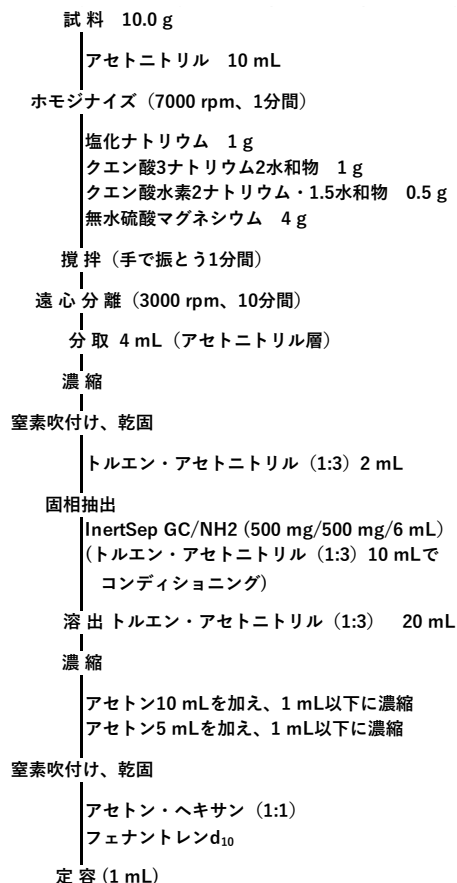 試 料 10.0 g
アセトニトリル 10 mL
ホモジナイズ（7000 rpm、1分間）
塩化ナトリウム 1 g
クエン酸3ナトリウム2水和物 1 g
クエン酸水素2ナトリウム・1.5水和物 0.5 g
無水硫酸マグネシウム 4 g
撹 拌（手で振とう1分間）
遠 心 分 離（3000 rpm、10分間）
分 取 4 mL（アセトニトリル層）
濃 縮
窒素吹付け、乾固
トルエン・アセトニトリル（1:3）2 mL
固相抽出
InertSep GC/NH2 (500 mg/500 mg/6 mL)
(トルエン・アセトニトリル（1:3）10 mLで
コンディショニング)
溶 出 トルエン・アセトニトリル（1:3） 20 mL
濃 縮
アセトン10 mLを加え、1 mL以下に濃縮
アセトン5 mLを加え、1 mL以下に濃縮
窒素吹付け、乾固
アセトン・ヘキサン（1:1）
フェナントレンd₁₀
定 容 (1 mL)